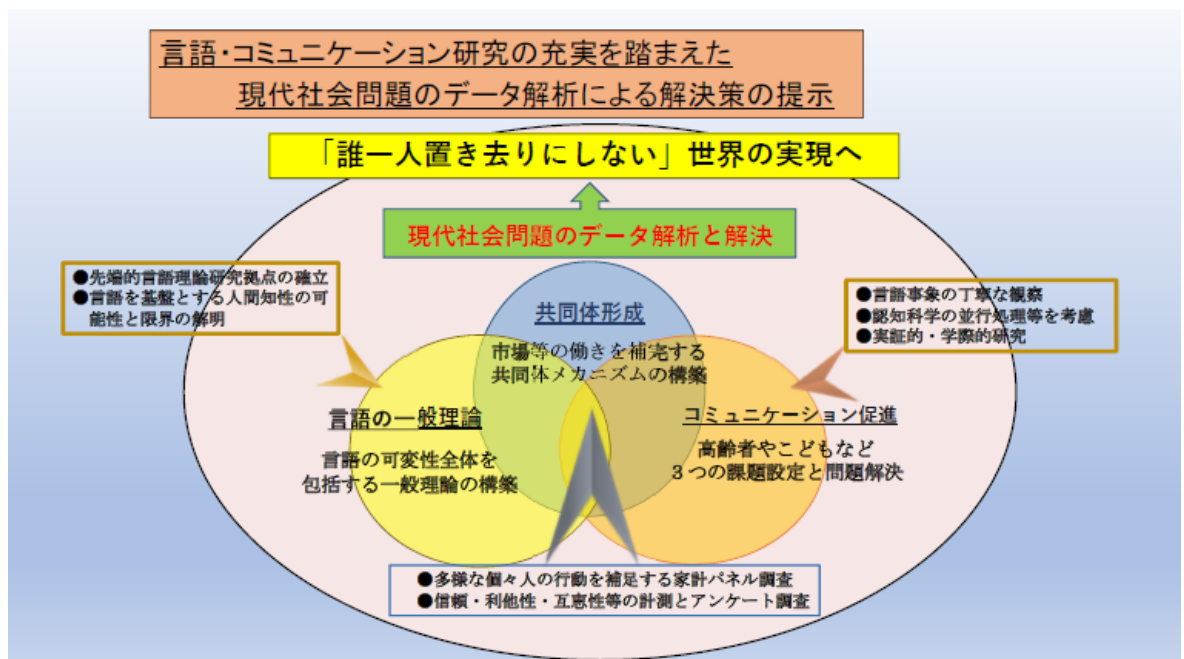 言語・コミュニケーション研究の充実を踏まえた
現代社会問題のデータ解析による解決策の提示
「誰一人置き去りにしない」世界の実現へ
現代社会問題のデータ解析と解決
●先端的言語理論研究拠点の確立
●言語を基盤とする人間知性の可
能性と限界の解明
●言語事象の丁寧な観察
●認知科学の並行処理等を考慮
●実証的・学際的研究
共同体形成
市場等の働きを補完する
共同体メカニズムの構築
言語の一般理論
言語の可変性全体を
包括する一般理論の構築
コミュニケーション促進
高齢者やこどもなど
3つの課題設定と問題解決
●多様な個々人の行動を補足する家計パネル調査
●信頼・利他性・互恵性等の計測とアンケート調査